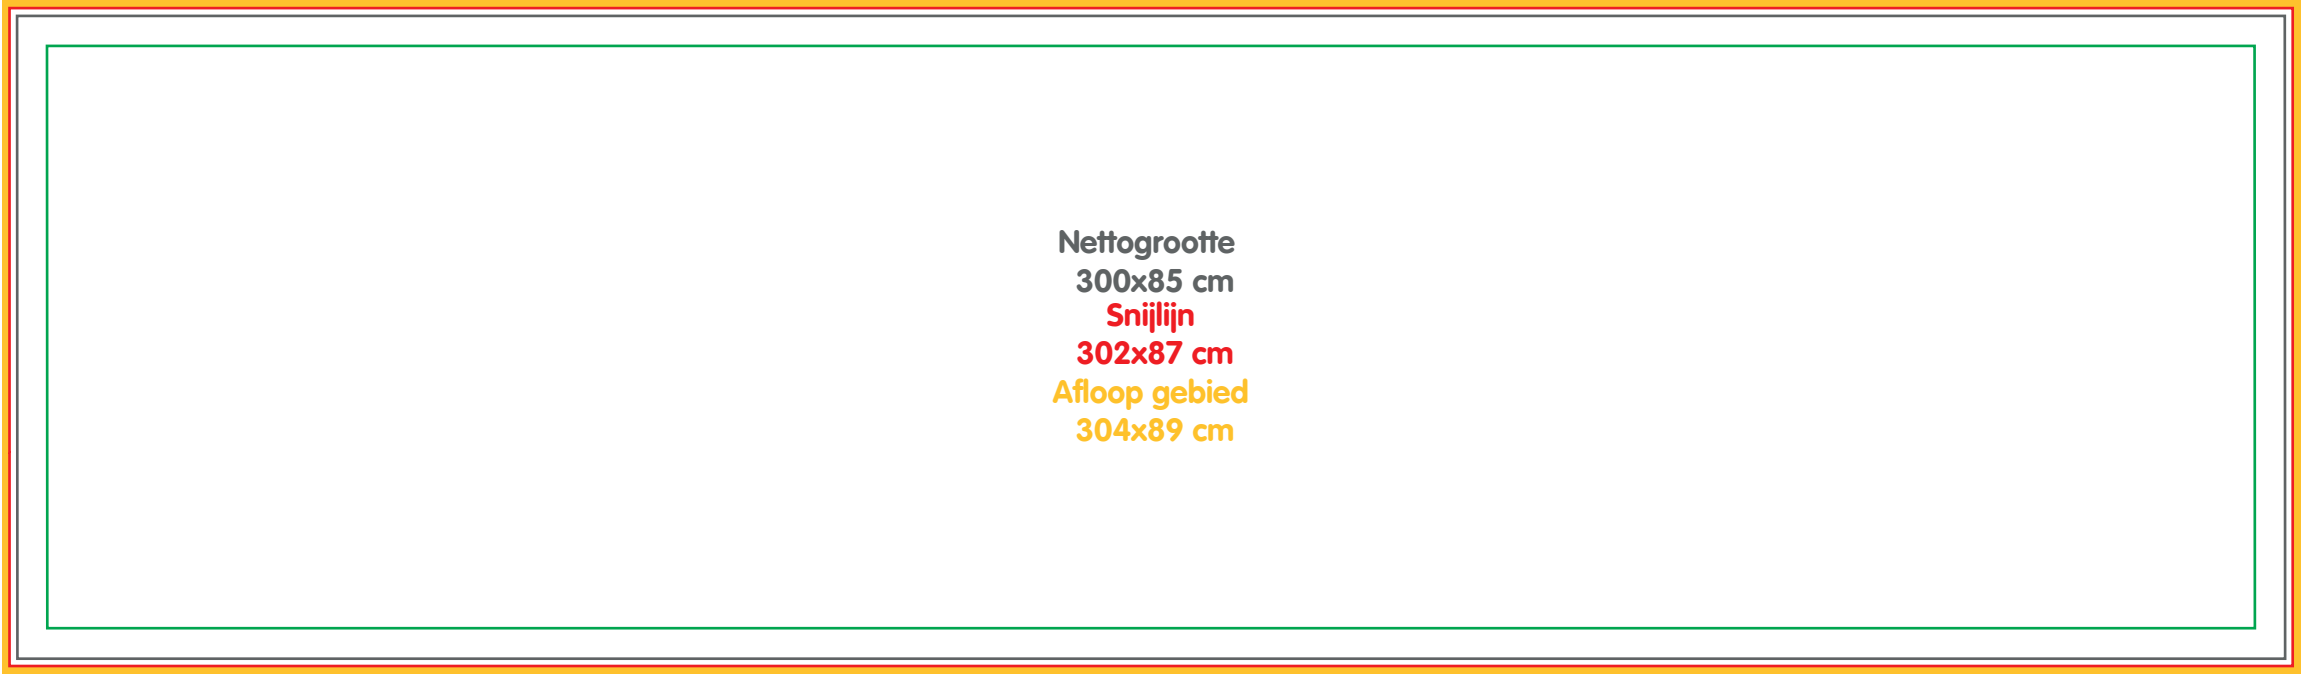 Nettogrootte
300x85 cm
Snijlijn
302x87 cm
Afloop gebied
304x89 cm